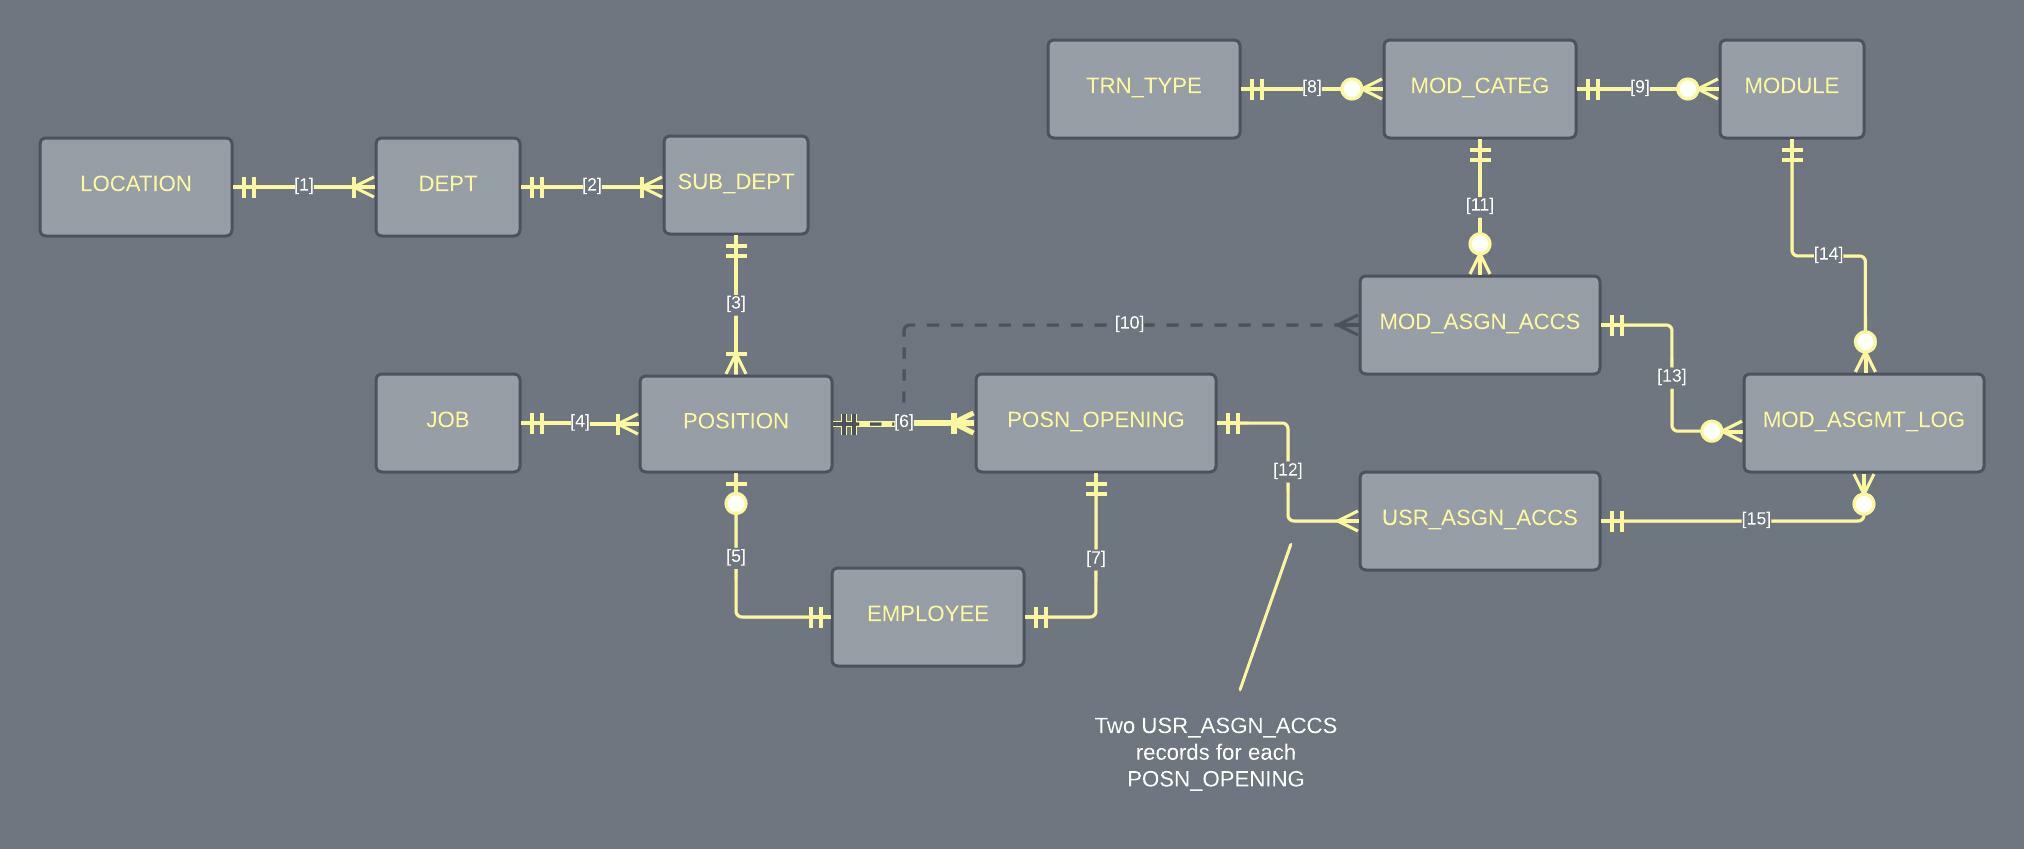 TRN_TYPE [8] MOD_CATEG [9] MODULE
LOCATION [1] DEPT [2] SUB_DEPT
[11]
[14]
[3]
[10] MOD_ASGN_ACCS
[13]
JOB [4] POSITION [6] POSN_OPENING MOD_ASGMT_LOG
[12]
USR_ASGN_ACCS [15]
[5] [7]
EMPLOYEE
Two USR_ASGN_ACCS
records for each
POSN_OPENING